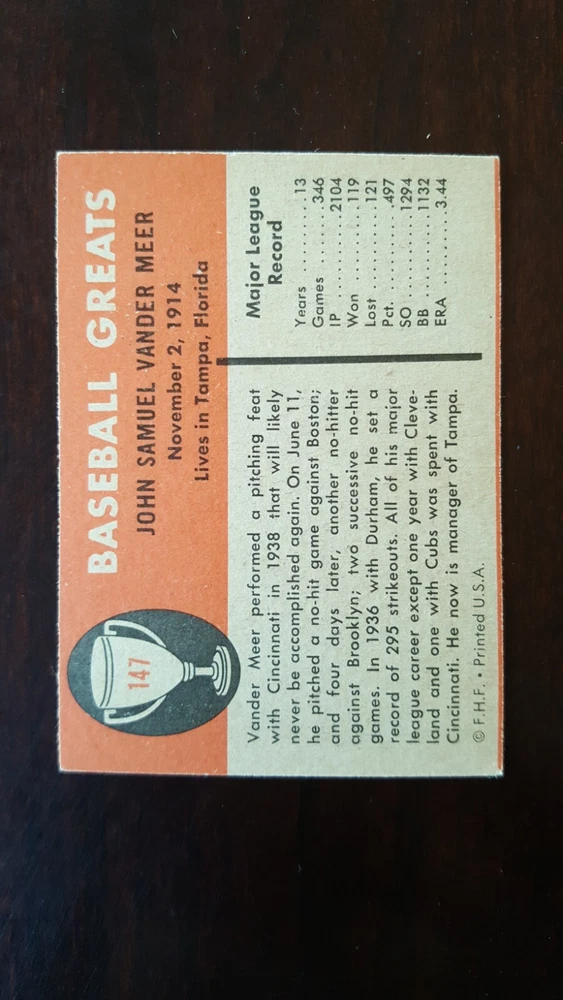 147
BASEBALL GREATS
JOHN SAMUEL VANDER MEER
November 2, 1914
Lives in Tampa, Florida
Vander Meer performed a pitching feat
with Cincinnati in 1938 that will likely
never be accomplished again. On June 11,
he pitched a no-hit game against Boston;
and four days later, another no-hitter
against Brooklyn; two successive no-hit
games. In 1936 with Durham, he set a
record of 295 strikeouts. All of his major
league career except one year with Cleve-
land and one with Cubs was spent with
Cincinnati. He now is manager of Tampa.
© F.H.F. • Printed U.S.A.
Major League
Record
Years ..........13
Games ........346
IP ............2104
Won ..........119
Lost ..........121
Pct. ..........497
SO ..........1294
BB ..........1132
ERA ..........3.44